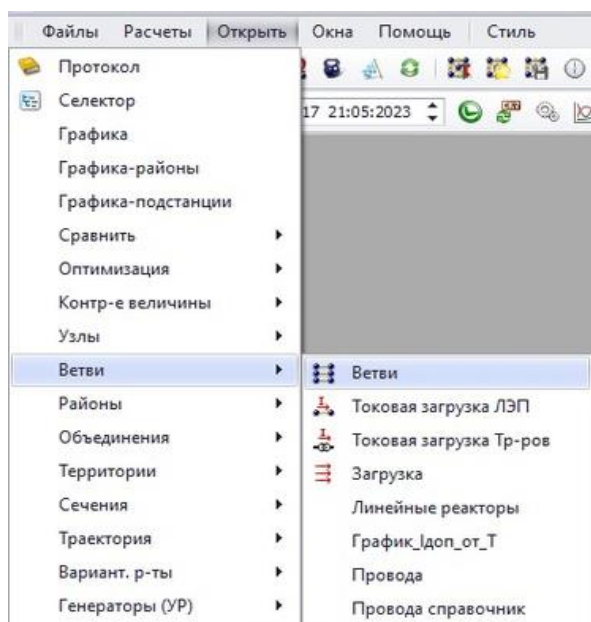 Файлы Расчеты Открыть Окна Помощь Стиль
Протокол
Селектор
17 21:05:2023
Графика
Графика-районы
Графика-подстанции
Сравнить
Оптимизация
Контр-е величины
Узлы
Ветви
Районы
Объединения
Территории
Сечения
Траектория
Вариант. р-ты
Генераторы (УР)
Ветви
Токовая загрузка ЛЭП
Токовая загрузка Тр-ров
Загрузка
Линейные реакторы
График_Iдоп_от_Т
Провода
Провода справочник